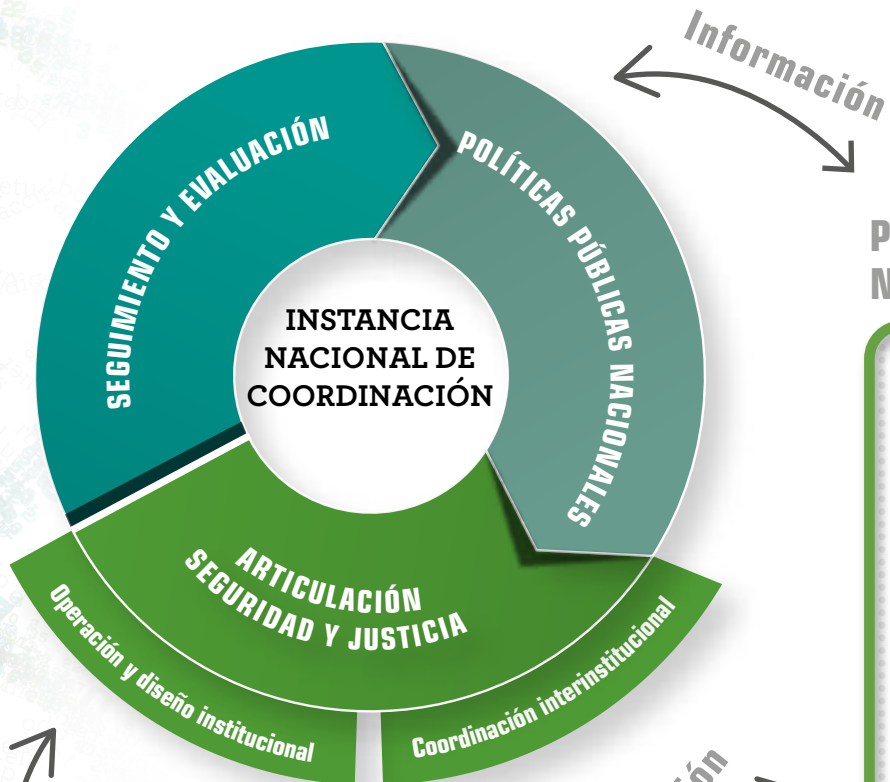 Información
SEGUIMIENTO Y EVALUACIÓN
POLÍTICAS PÚBLICAS NACIONALES
INSTANCIA
NACIONAL DE
COORDINACIÓN
ARTICULACIÓN
SEGURIDAD Y JUSTICIA
Operación y diseño institucional
Coordinación interinstitucional